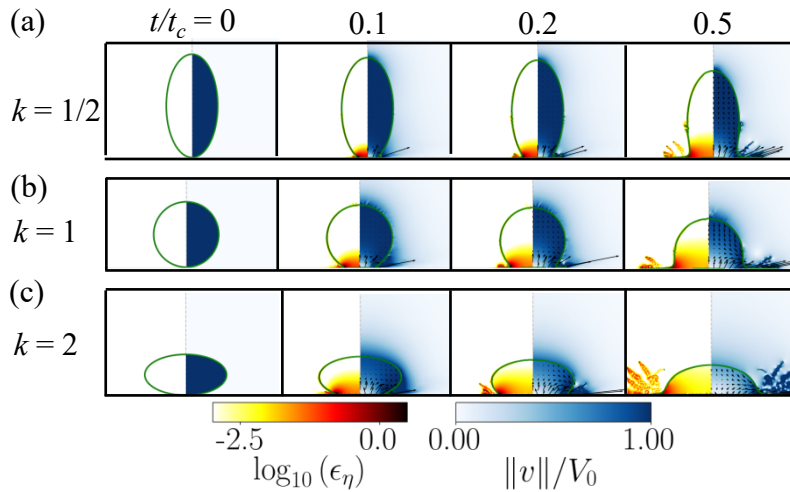 (a) t/t_c = 0 0.1 0.2 0.5
k = 1/2
(b)
k = 1
(c)
k = 2
-2.5 0.0 0.00 1.00
log₁₀ (ϵ_η) ‖v‖/V₀